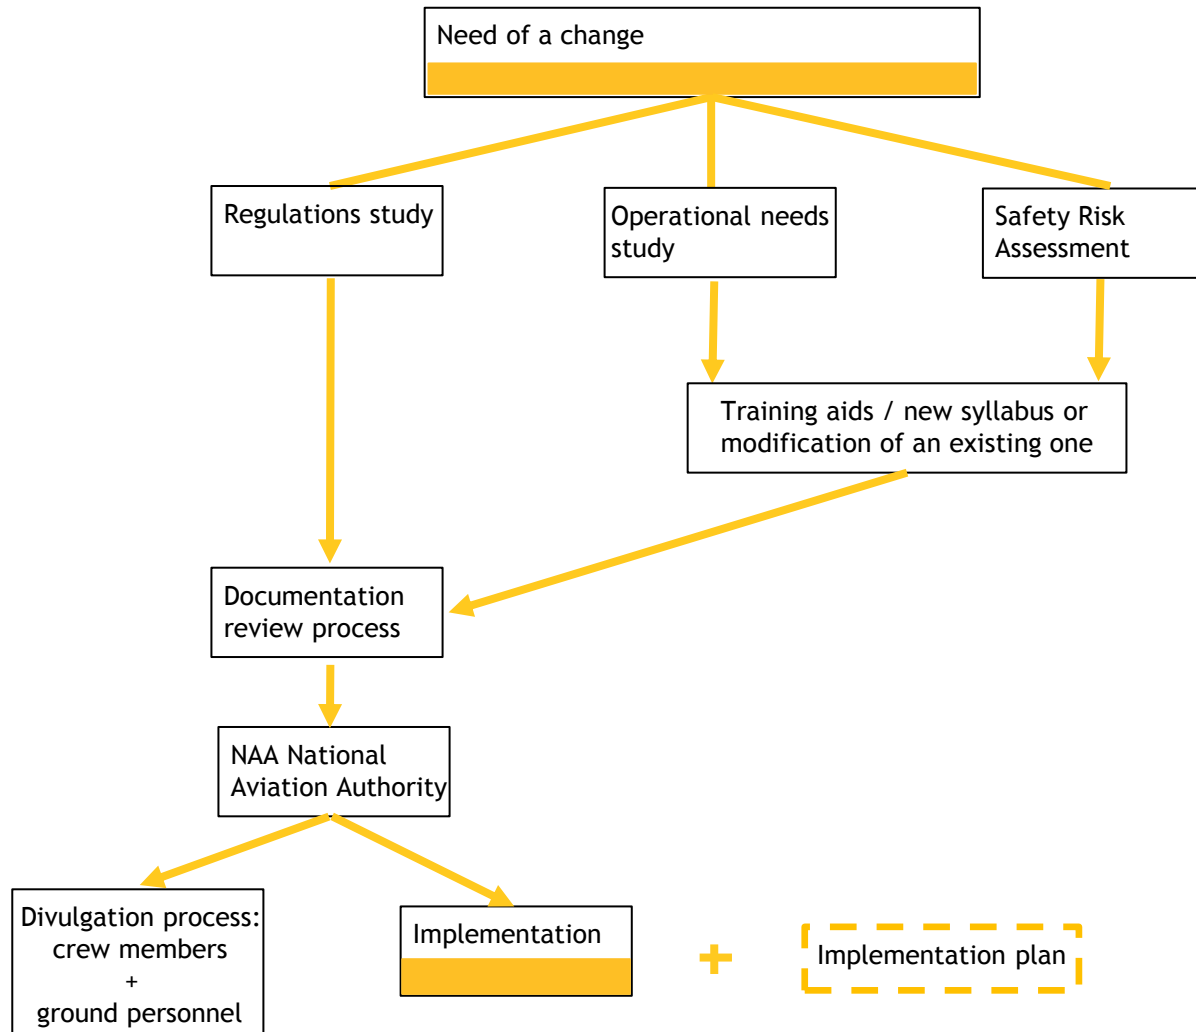 Need of a change
Regulations study
Operational needs
study
Safety Risk
Assessment
Training aids / new syllabus or
modification of an existing one
Documentation
review process
NAA National
Aviation Authority
Divulgation process:
crew members
+
ground personnel
Implementation
+
Implementation plan